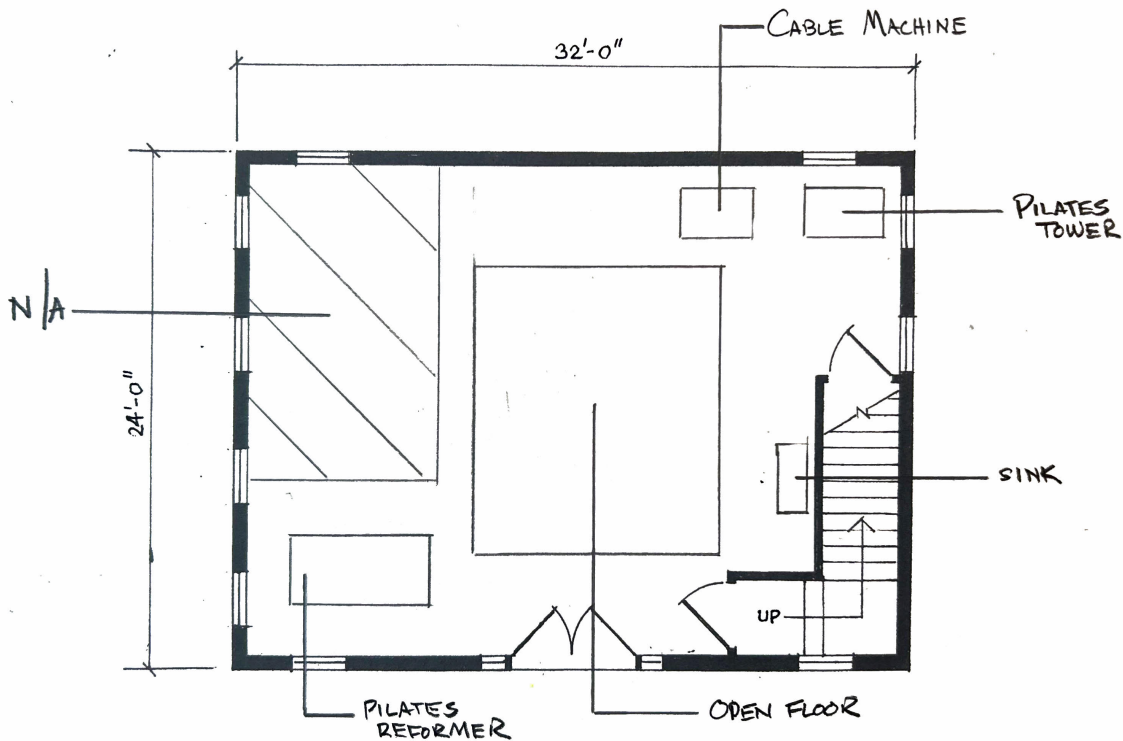 CABLE MACHINE
32'-0"
PILATES
TOWER
N/A
24'-0"
SINK
UP
PILATES
REFORMER
OPEN FLOOR